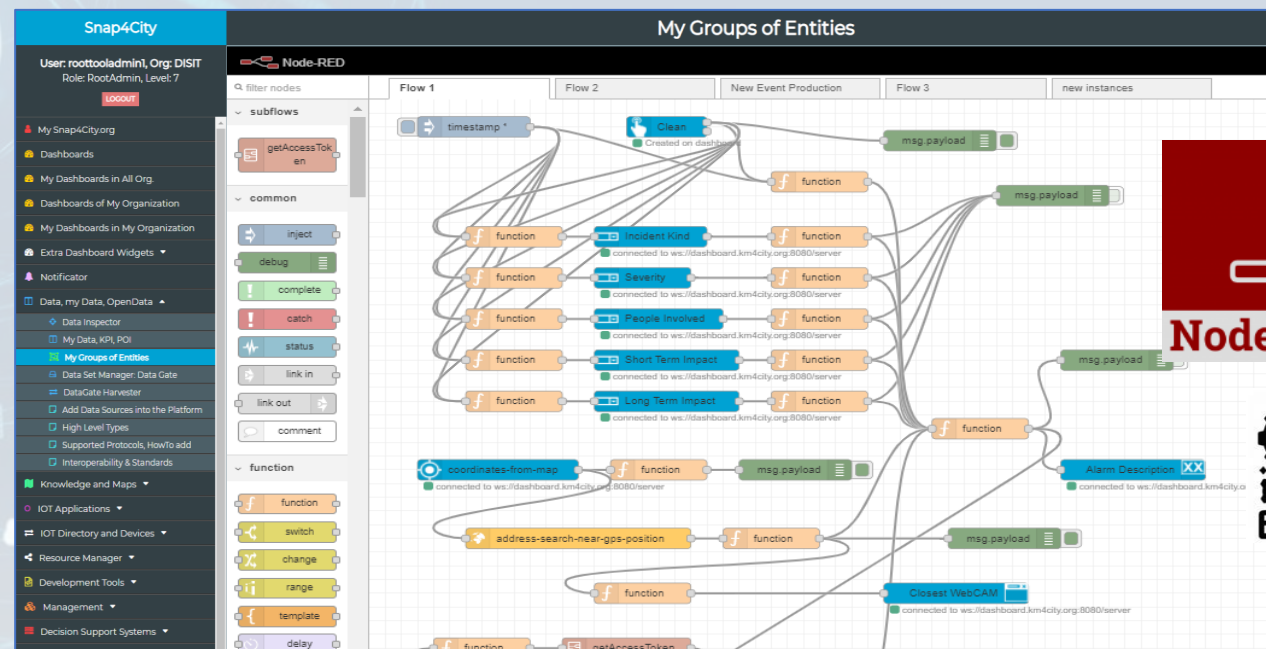 Snap4City
My Groups of Entities
User: roottooladmin1, Org: DISIT
Role: RootAdmin, Level: 7
LOGOUT
My Snap4City.org
Dashboards
My Dashboards in All Org.
Dashboards of My Organization
My Dashboards in My Organization
Extra Dashboard Widgets
Notificator
Data, my Data, OpenData
Data Inspector
My Data, KPI, POI
My Groups of Entities
Data Set Manager: Data Gate
DataGate Harvester
Add Data Sources into the Platform
High Level Types
Supported Protocols, HowTo add
Interoperability & Standards
Knowledge and Maps
IOT Applications
IOT Directory and Devices
Resource Manager
Development Tools
Management
Decision Support Systems
Node-RED
filter nodes
subflows
getAccessTok
en
common
inject
debug
complete
catch
status
link in
link out
comment
function
function
switch
change
range
template
delay
Flow 1
Flow 2
New Event Production
Flow 3
new instances
timestamp *
Clean
Created on dashboard
msg.payload
function
msg.payload
function
Incident Kind
function
connected to ws://dashboard.km4city.org:8080/server
function
Severity
function
connected to ws://dashboard.km4city.org:8080/server
function
People Involved
function
connected to ws://dashboard.km4city.org:8080/server
function
Short Term Impact
function
connected to ws://dashboard.km4city.org:8080/server
msg.payload
function
Long Term Impact
function
connected to ws://dashboard.km4city.org:8080/server
function
coordinates-from-map
function
msg.payload
connected to ws://dashboard.km4city.org:8080/server
Alarm Description
XX
connected to ws://dashboard.km4city.o
address-search-near-gps-position
function
msg.payload
function
Closest WebCAM
connected to ws://dashboard.km4city.org:8080/server
function
getAccessToken
Node